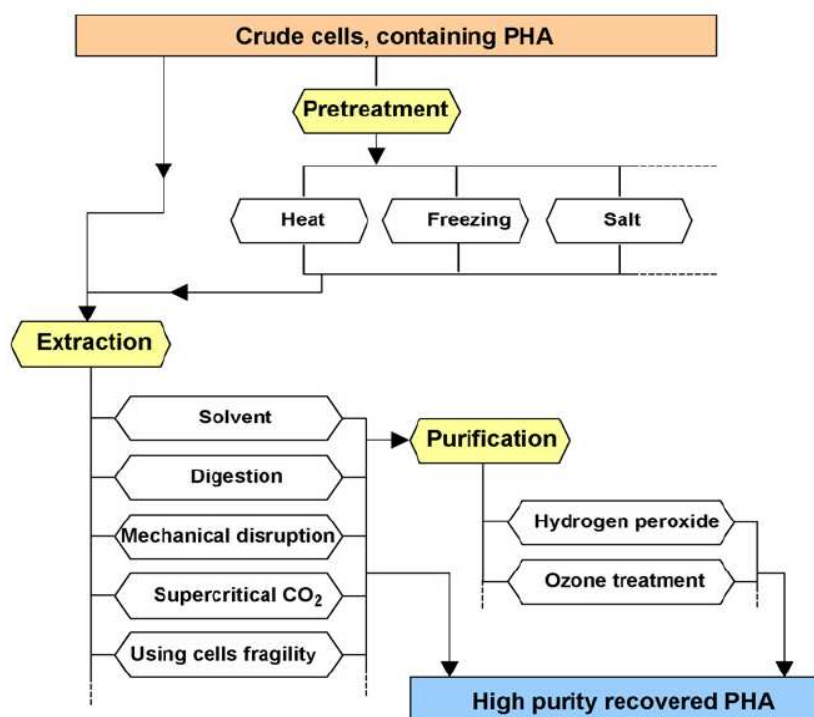 Crude cells, containing PHA
Pretreatment
Heat
Freezing
Salt
Extraction
Solvent
Digestion
Mechanical disruption
Supercritical CO₂
Using cells fragility
Purification
Hydrogen peroxide
Ozone treatment
High purity recovered PHA